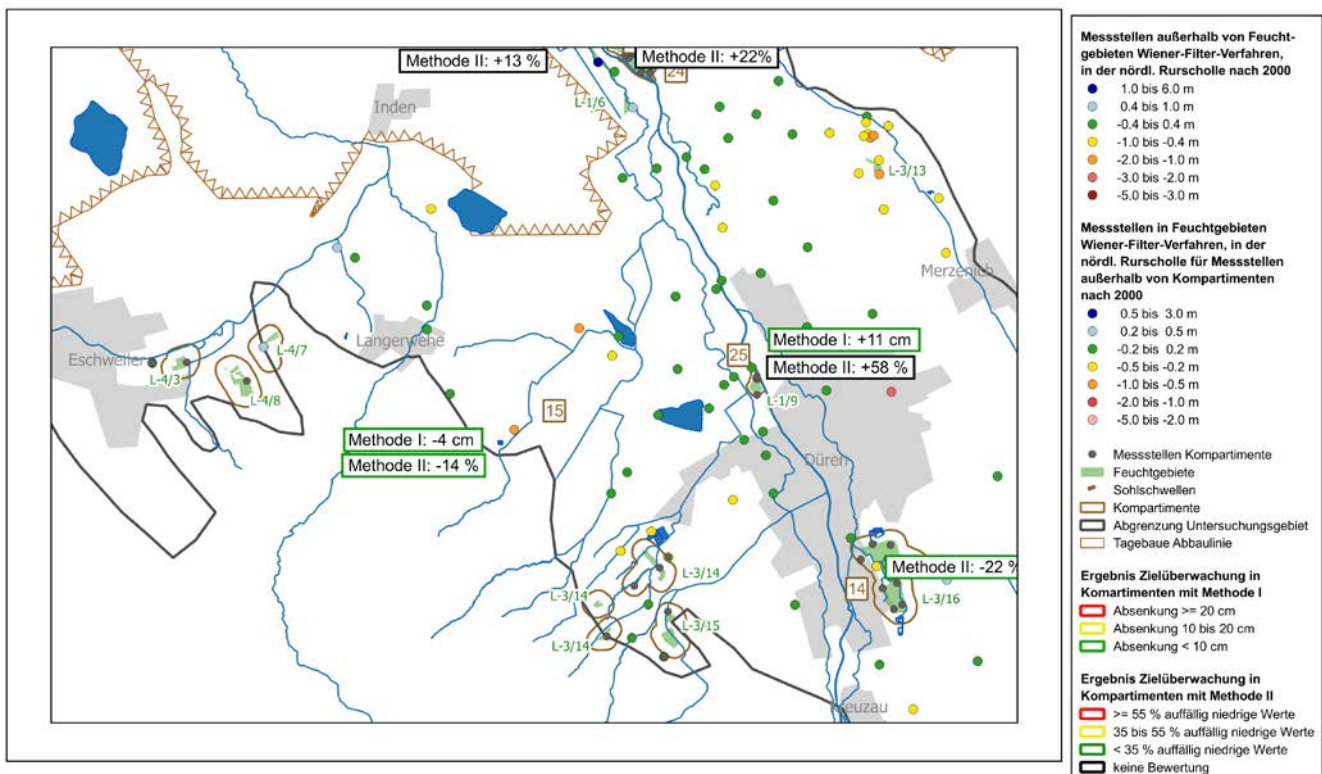 Methode II: +13 %
Methode II: +22%
24
L-1/6
Inden
L-3/13
Merzenich
Eschweiler
L-4/3
L-4/7
L-4/8
Langerwehe
Methode I: +11 cm
25
Methode II: +58 %
L-1/9
15
Methode I: -4 cm
Methode II: -14 %
Düren
Methode II: -22 %
14
L-3/16
L-3/14
L-3/14
L-3/14
L-3/15
Kreuzau
Messstellen außerhalb von Feucht-
gebieten Wiener-Filter-Verfahren,
in der nördl. Rurscholle nach 2000
1.0 bis 6.0 m
0.4 bis 1.0 m
-0.4 bis 0.4 m
-1.0 bis -0.4 m
-2.0 bis -1.0 m
-3.0 bis -2.0 m
-5.0 bis -3.0 m
Messstellen in Feuchtgebieten
Wiener-Filter-Verfahren, in der
nördl. Rurscholle für Messstellen
außerhalb von Kompartimenten
nach 2000
0.5 bis 3.0 m
0.2 bis 0.5 m
-0.2 bis 0.2 m
-0.5 bis -0.2 m
-1.0 bis -0.5 m
-2.0 bis -1.0 m
-5.0 bis -2.0 m
Messstellen Kompartimente
Feuchtgebiete
Sohlschwellen
Kompartimente
Abgrenzung Untersuchungsgebiet
Tagebaue Abbaulinie
Ergebnis Zielüberwachung in
Komartimenten mit Methode I
Absenkung >= 20 cm
Absenkung 10 bis 20 cm
Absenkung < 10 cm
Ergebnis Zielüberwachung in
Kompartimenten mit Methode II
>= 55 % auffällig niedrige Werte
35 bis 55 % auffällig niedrige Werte
< 35 % auffällig niedrige Werte
keine Bewertung